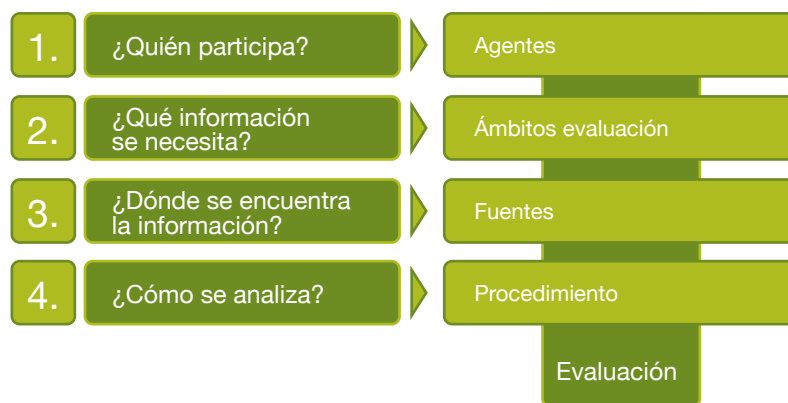 1.
¿Quién participa?
Agentes
2.
¿Qué información
se necesita?
Ámbitos evaluación
3.
¿Dónde se encuentra
la información?
Fuentes
4.
¿Cómo se analiza?
Procedimiento
Evaluación